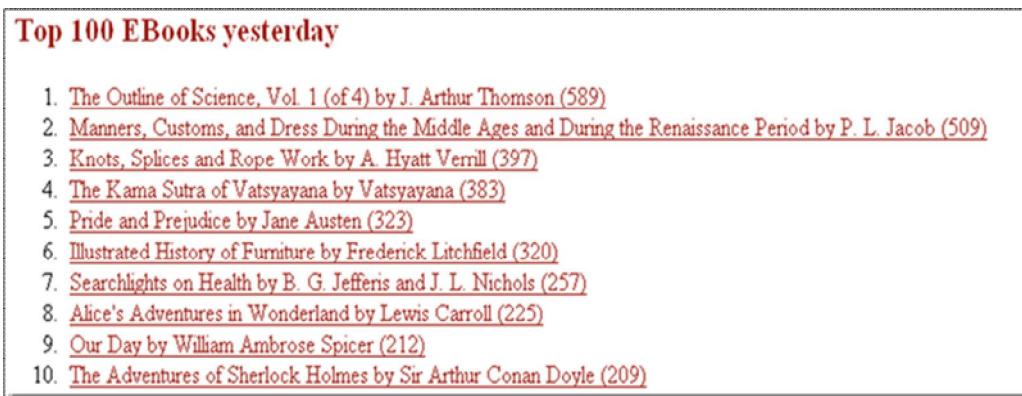 Top 100 EBooks yesterday
1. The Outline of Science, Vol. 1 (of 4) by J. Arthur Thomson (589)
2. Manners, Customs, and Dress During the Middle Ages and During the Renaissance Period by P. L. Jacob (509)
3. Knots, Splices and Rope Work by A. Hyatt Verrill (397)
4. The Kama Sutra of Vatsyayana by Vatsyayana (383)
5. Pride and Prejudice by Jane Austen (323)
6. Illustrated History of Furniture by Frederick Litchfield (320)
7. Searchlights on Health by B. G. Jefferis and J. L. Nichols (257)
8. Alice's Adventures in Wonderland by Lewis Carroll (225)
9. Our Day by William Ambrose Spicer (212)
10. The Adventures of Sherlock Holmes by Sir Arthur Conan Doyle (209)